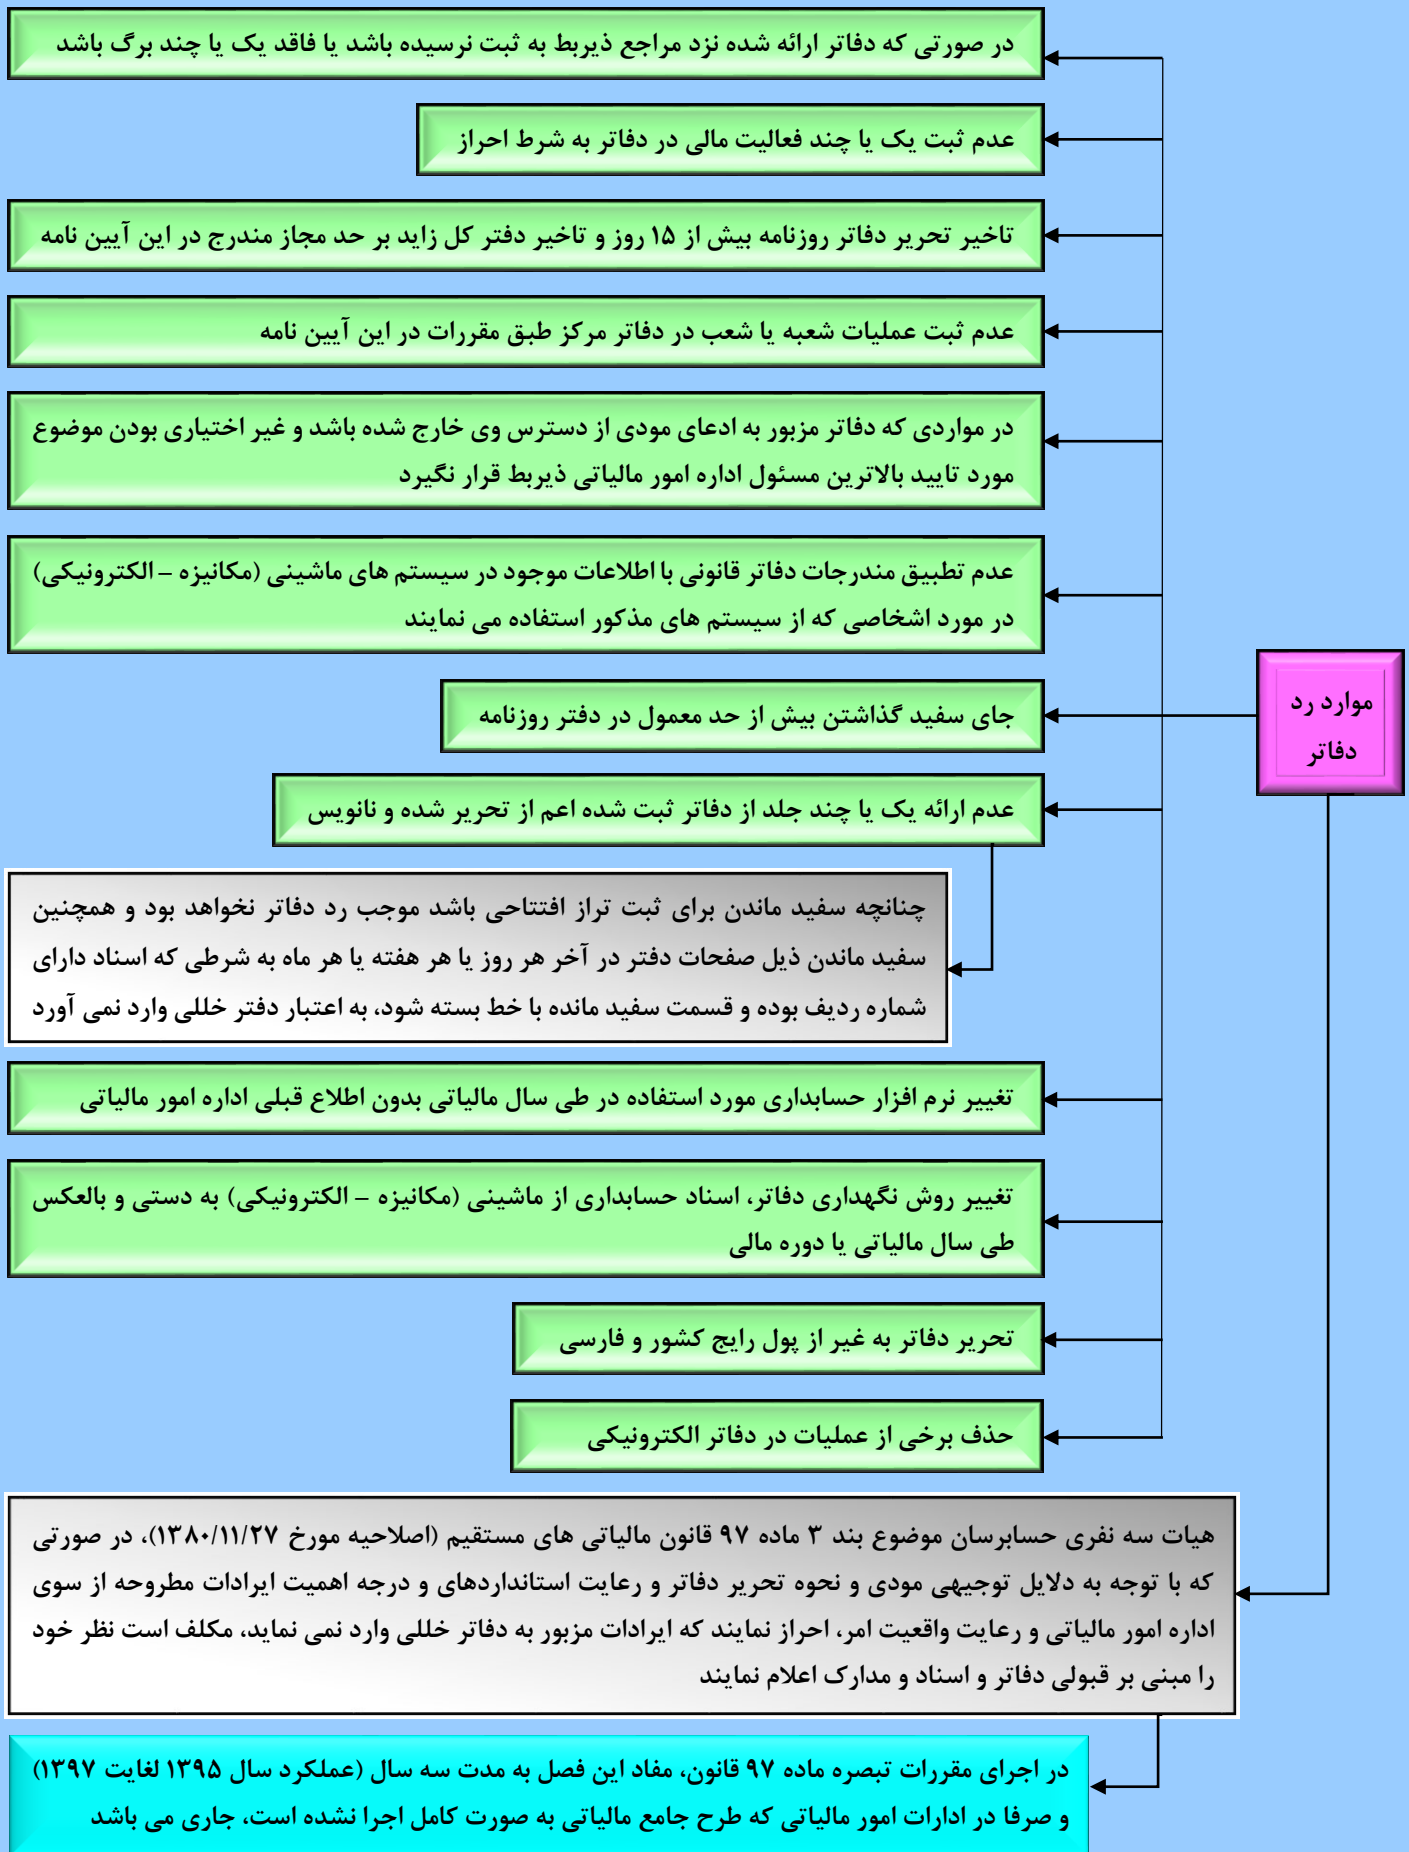 در صورتی که دفاتر ارائه شده نزد مراجع ذیربط به ثبت نرسیده باشد یا فاقد یک یا چند برگ باشد
عدم ثبت یک یا چند فعالیت مالی در دفاتر به شرط احراز
تاخیر تحریر دفاتر روزنامه بیش از ۱۵ روز و تاخیر دفتر کل زاید بر حد مجاز مندرج در این آیین نامه
عدم ثبت عملیات شعبه یا شعب در دفاتر مرکز طبق مقررات در این آیین نامه
در مواردی که دفاتر مزبور به ادعای مودی از دسترس وی خارج شده باشد و غیر اختیاری بودن موضوع
مورد تایید بالاترین مسئول اداره امور مالیاتی ذیربط قرار نگیرد
عدم تطبیق مندرجات دفاتر قانونی با اطلاعات موجود در سیستم های ماشینی (مکانیزه – الکترونیکی)
در مورد اشخاصی که از سیستم های مذکور استفاده می نمایند
موارد رد
دفاتر
جای سفید گذاشتن بیش از حد معمول در دفتر روزنامه
عدم ارائه یک یا چند جلد از دفاتر ثبت شده اعم از تحریر شده و نانویس
چنانچه سفید ماندن برای ثبت تراز افتتاحی باشد موجب رد دفاتر نخواهد بود و همچنین
سفید ماندن ذیل صفحات دفتر در آخر هر روز یا هر هفته یا هر ماه به شرطی که اسناد دارای
شماره ردیف بوده و قسمت سفید مانده با خط بسته شود، به اعتبار دفتر خللی وارد نمی آورد
تغییر نرم افزار حسابداری مورد استفاده در طی سال مالیاتی بدون اطلاع قبلی اداره امور مالیاتی
تغییر روش نگهداری دفاتر، اسناد حسابداری از ماشینی (مکانیزه – الکترونیکی) به دستی و بالعکس
طی سال مالیاتی یا دوره مالی
تحریر دفاتر به غیر از پول رایج کشور و فارسی
حذف برخی از عملیات در دفاتر الکترونیکی
هیات سه نفری حسابرسان موضوع بند ۳ ماده ۹۷ قانون مالیاتی های مستقیم (اصلاحیه مورخ ۱۳۸۰/۱۱/۲۷)، در صورتی
که با توجه به دلایل توجیهی مودی و نحوه تحریر دفاتر و رعایت استانداردهای و درجه اهمیت ایرادات مطروحه از سوی
اداره امور مالیاتی و رعایت واقعیت امر، احراز نمایند که ایرادات مزبور به دفاتر خللی وارد نمی نماید، مکلف است نظر خود
را مبنی بر قبولی دفاتر و اسناد و مدارک اعلام نمایند
در اجرای مقررات تبصره ماده ۹۷ قانون، مفاد این فصل به مدت سه سال (عملکرد سال ۱۳۹۵ لغایت ۱۳۹۷)
و صرفا در ادارات امور مالیاتی که طرح جامع مالیاتی به صورت کامل اجرا نشده است، جاری می باشد